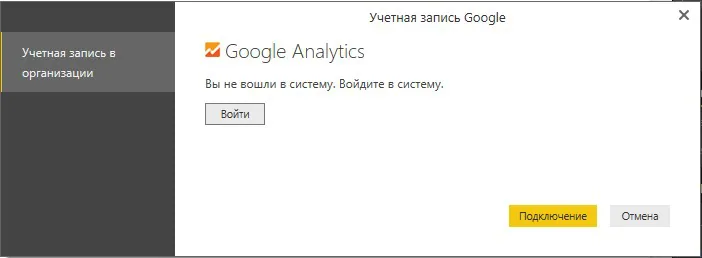 Учетная запись Google
Учетная запись в
организации
Google Analytics
Вы не вошли в систему. Войдите в систему.
Войти
Подключение
Отмена